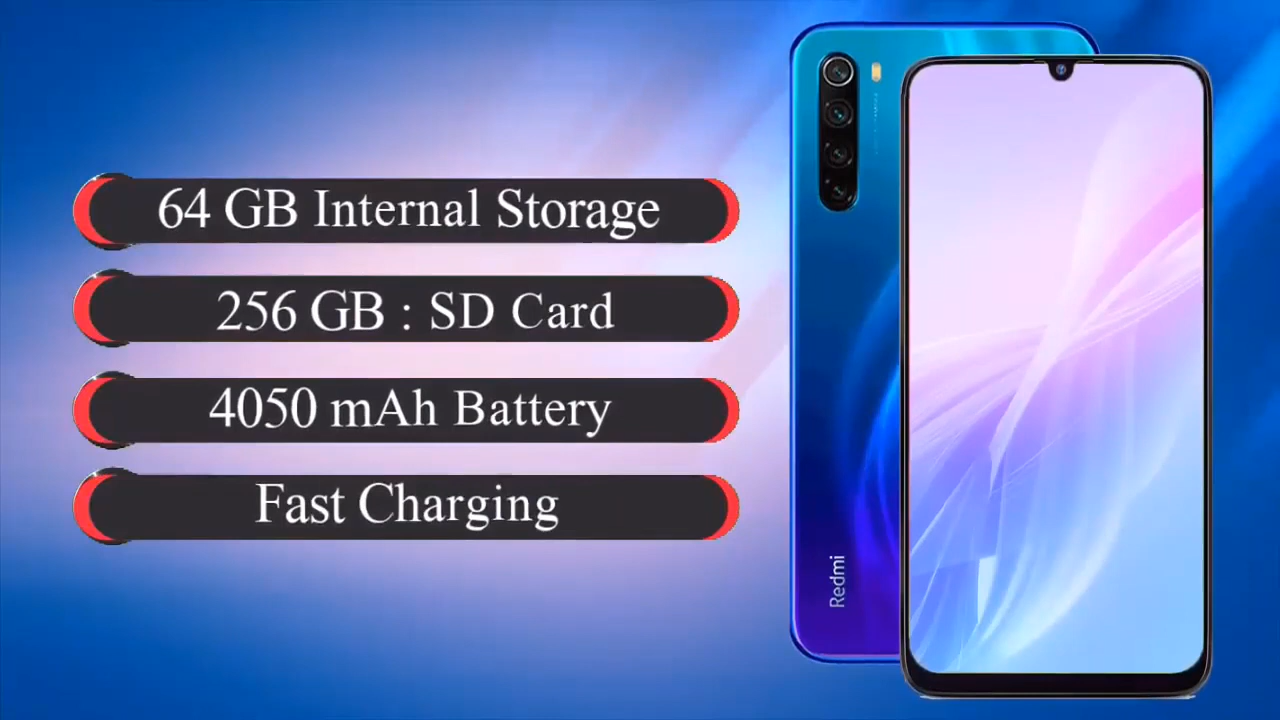 64 GB Internal Storage
256 GB : SD Card
4050 mAh Battery
Fast Charging
Redmi